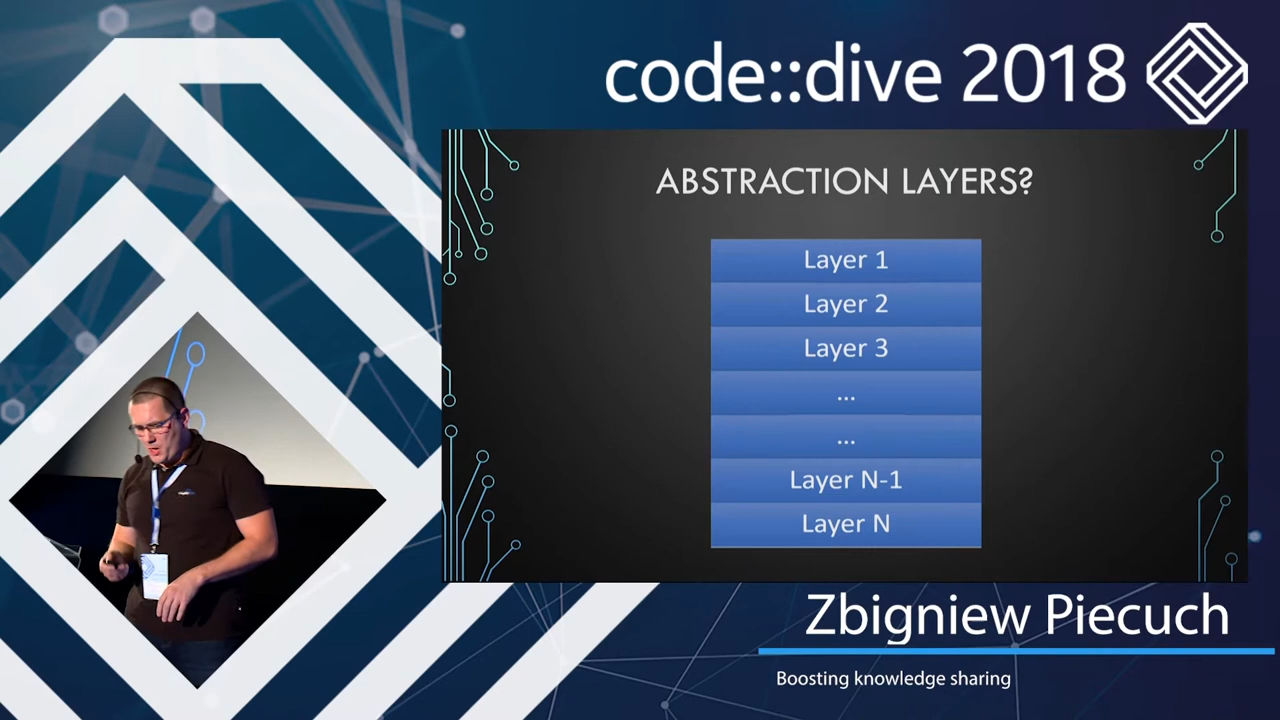 code::dive 2018
ABSTRACTION LAYERS?
Layer 1
Layer 2
Layer 3
...
...
Layer N-1
Layer N
Zbigniew Piecuch
Boosting knowledge sharing